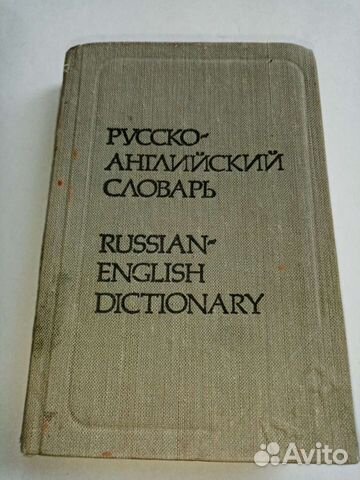 РУССКО-
АНГЛИЙСКИЙ
СЛОВАРЬ
RUSSIAN-
ENGLISH
DICTIONARY
Avito